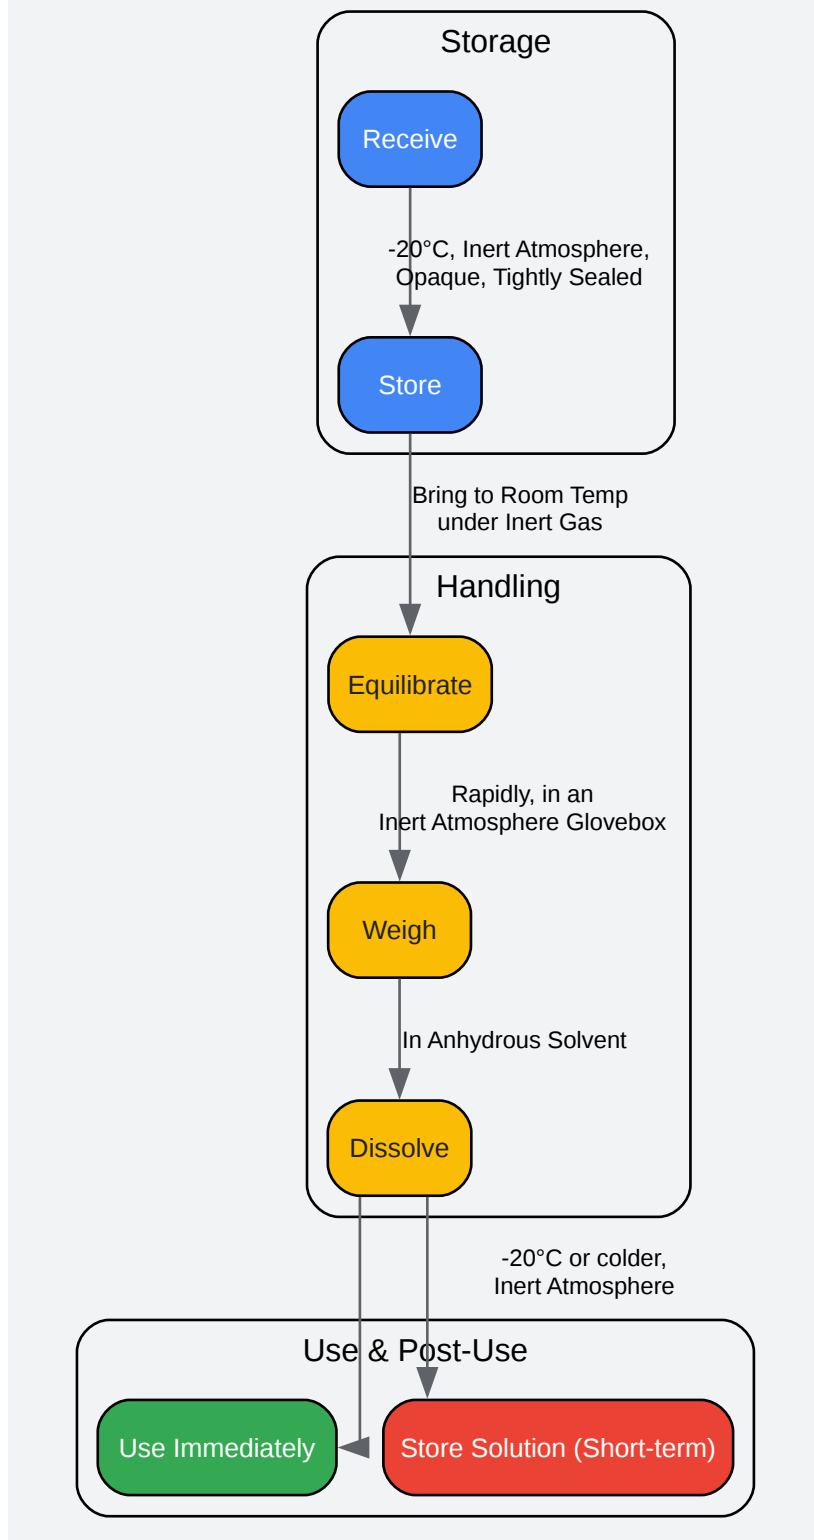 Storage
Receive
-20°C, Inert Atmosphere,
Opaque, Tightly Sealed
Store
Bring to Room Temp
under Inert Gas
Handling
Equilibrate
Rapidly, in an
Inert Atmosphere Glovebox
Weigh
In Anhydrous Solvent
Dissolve
-20°C or colder,
Inert Atmosphere
Use & Post-Use
Use Immediately
Store Solution (Short-term)